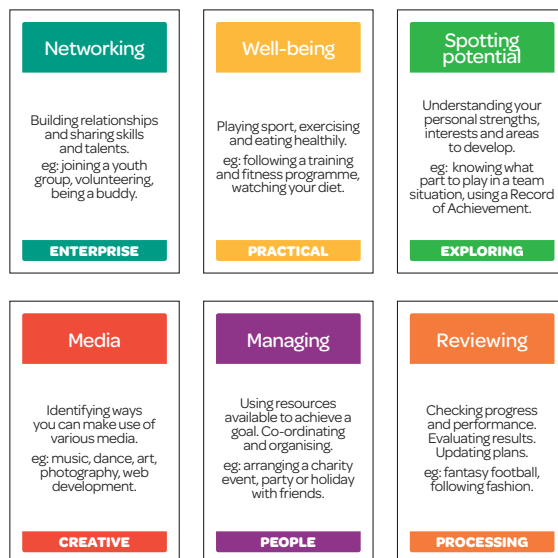 Networking
Building relationships
and sharing skills
and talents.
eg: joining a youth
group, volunteering,
being a buddy.
ENTERPRISE
Well-being
Playing sport, exercising
and eating healthily.
eg: following a training
and fitness programme,
watching your diet.
PRACTICAL
Spotting
potential
Understanding your
personal strengths,
interests and areas
to develop.
eg: knowing what
part to play in a team
situation, using a Record
of Achievement.
EXPLORING
Media
Identifying ways
you can make use of
various media.
eg: music, dance, art,
photography, web
development.
CREATIVE
Managing
Using resources
available to achieve a
goal. Co-ordinating
and organising.
eg: arranging a charity
event, party or holiday
with friends.
PEOPLE
Reviewing
Checking progress
and performance.
Evaluating results.
Updating plans.
eg: fantasy football,
following fashion.
PROCESSING